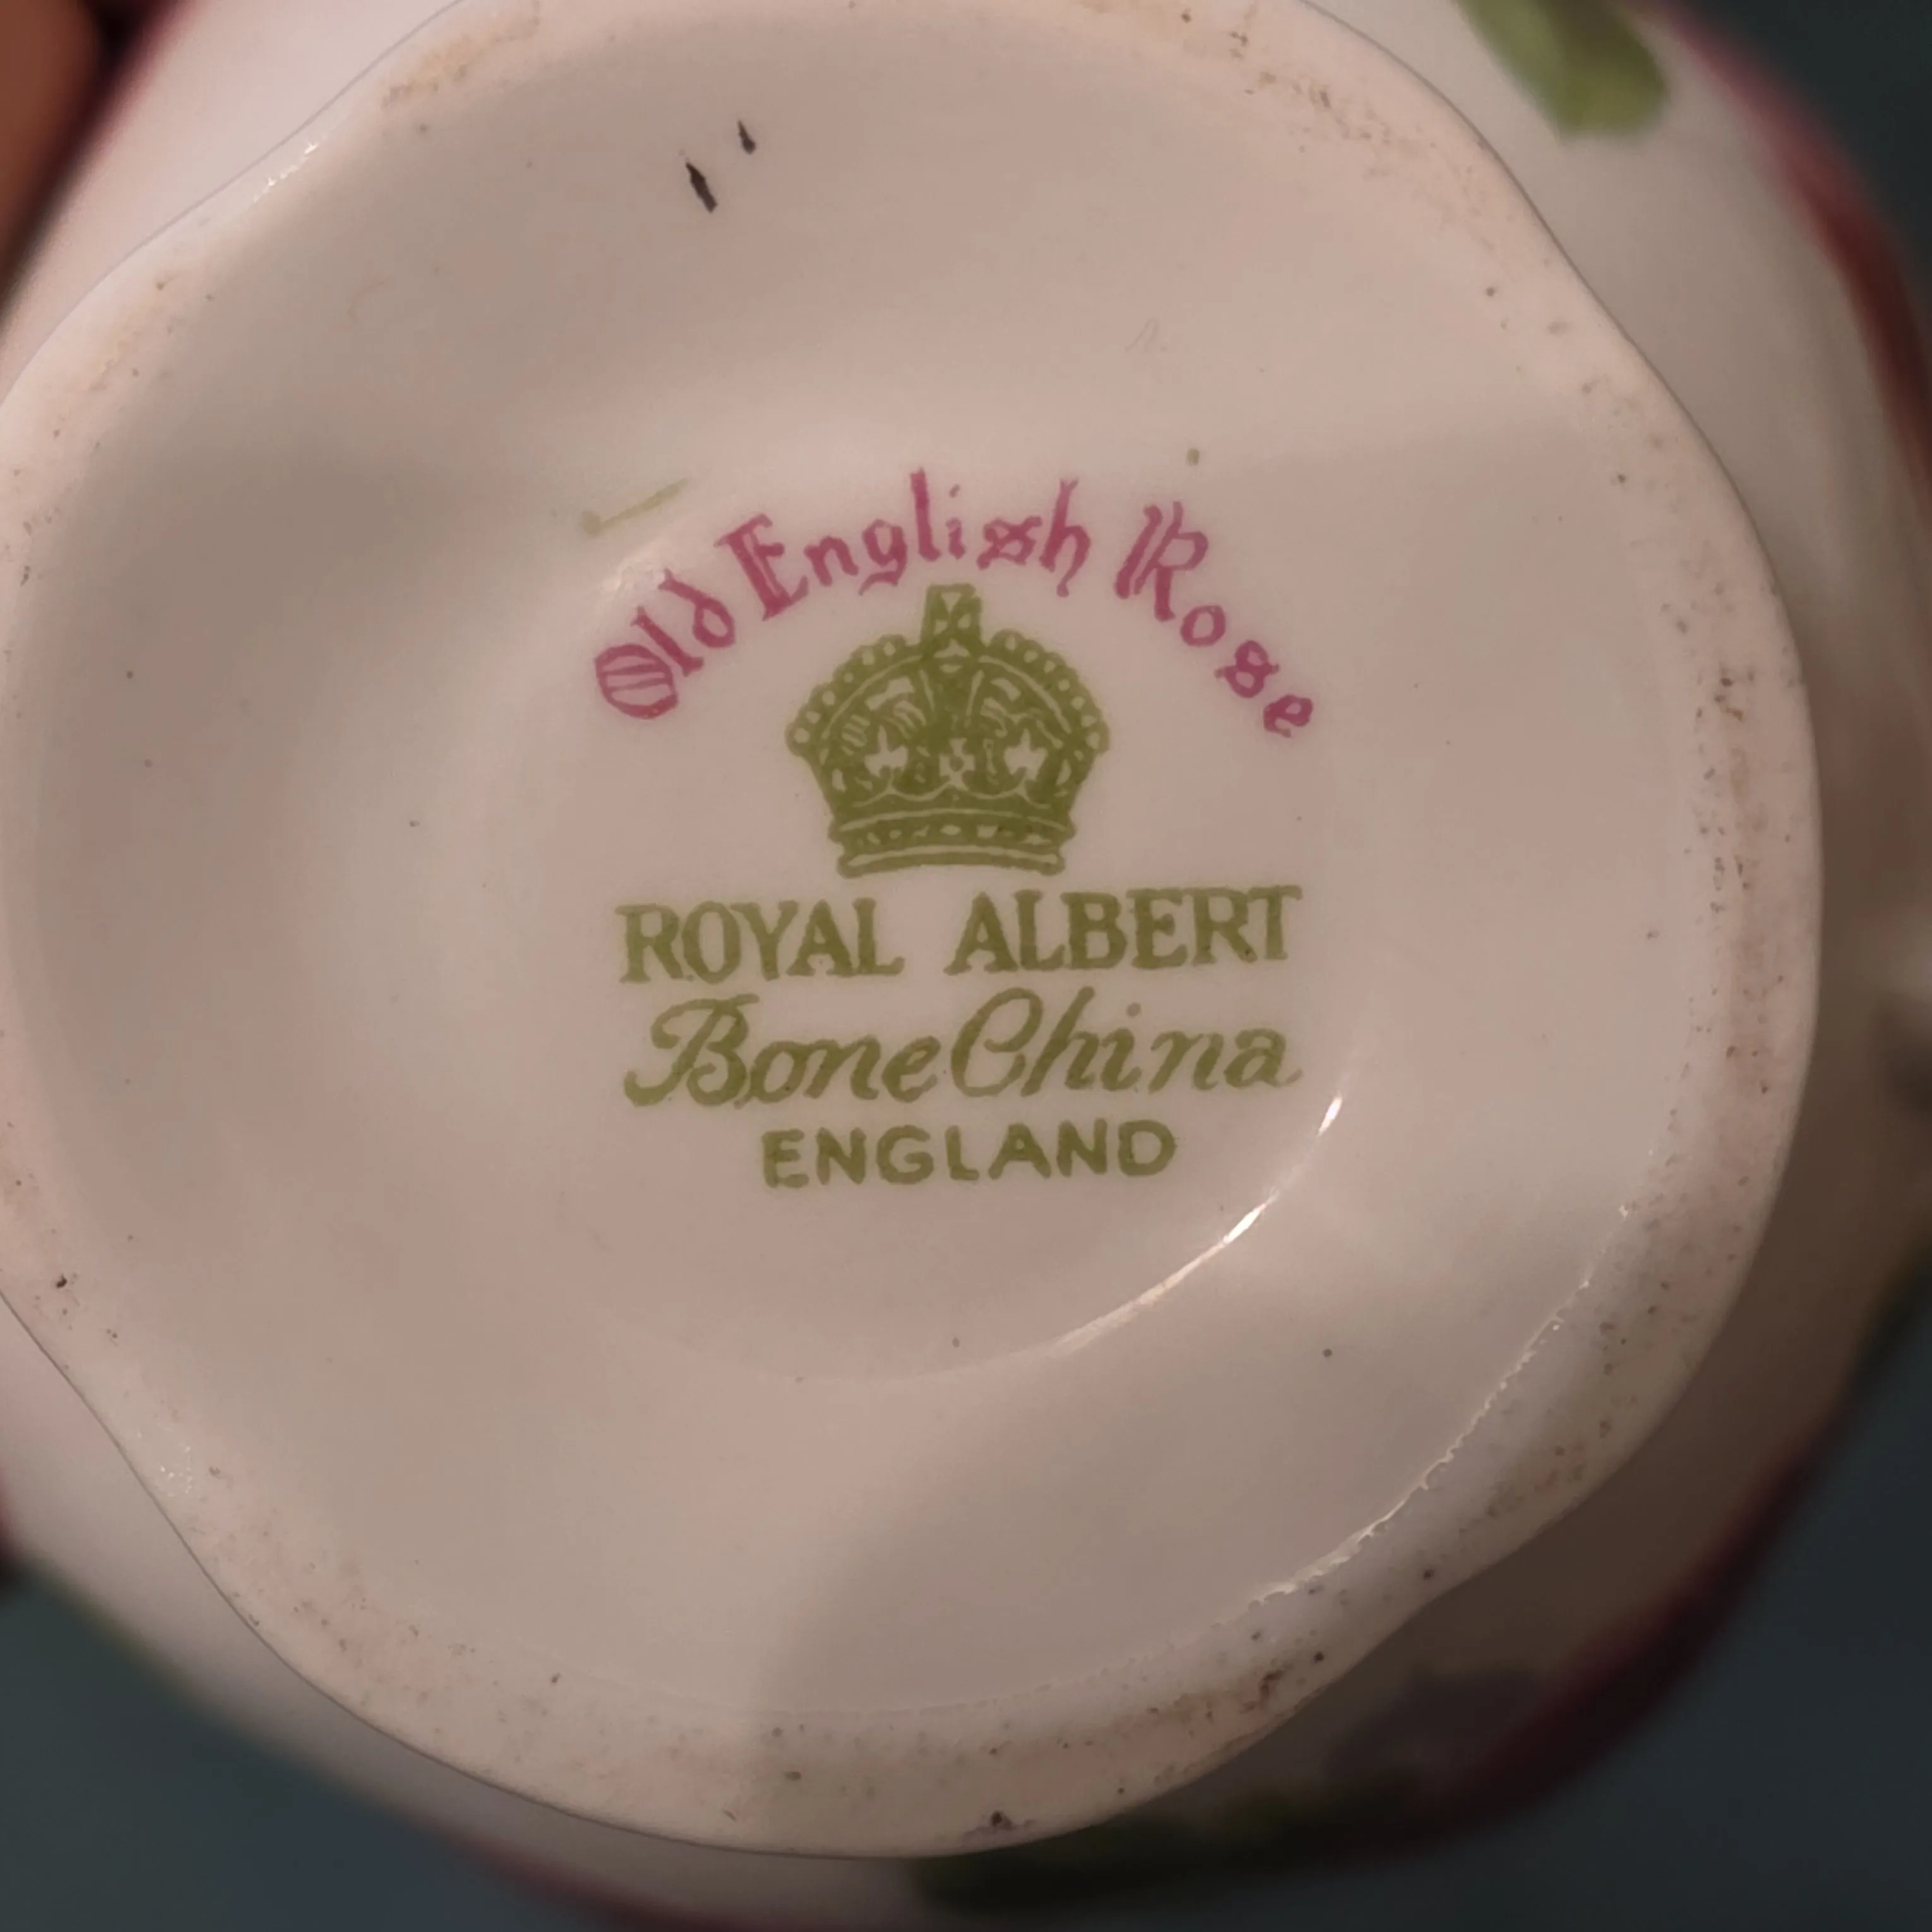 Old English Rose
ROYAL ALBERT
Bone China
ENGLAND